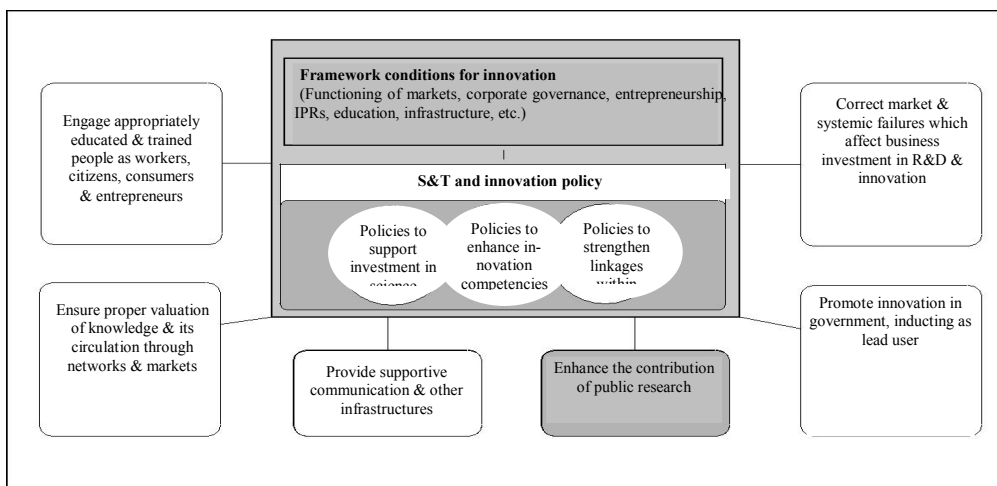 Framework conditions for innovation
(Functioning of markets, corporate governance, entrepreneurship,
IPRs, education, infrastructure, etc.)
S&T and innovation policy
Policies to
support
investment in
science
Policies to
enhance in-
novation
competencies
Policies to
strengthen
linkages
within
Engage appropriately
educated & trained
people as workers,
citizens, consumers
& entrepreneurs
Correct market &
systemic failures which
affect business
investment in R&D &
innovation
Ensure proper valuation
of knowledge & its
circulation through
networks & markets
Provide supportive
communication & other
infrastructures
Enhance the contribution
of public research
Promote innovation in
government, inducting as
lead user